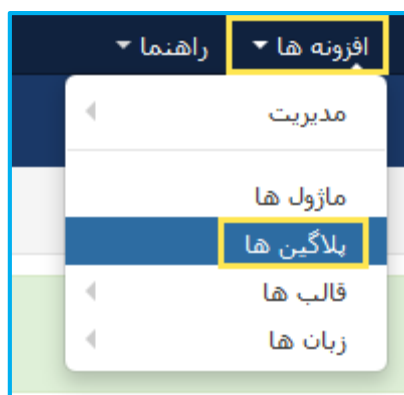 افزونه ها راهنما
مدیریت
ماژول ها
پلاگین ها
قالب ها
زبان ها